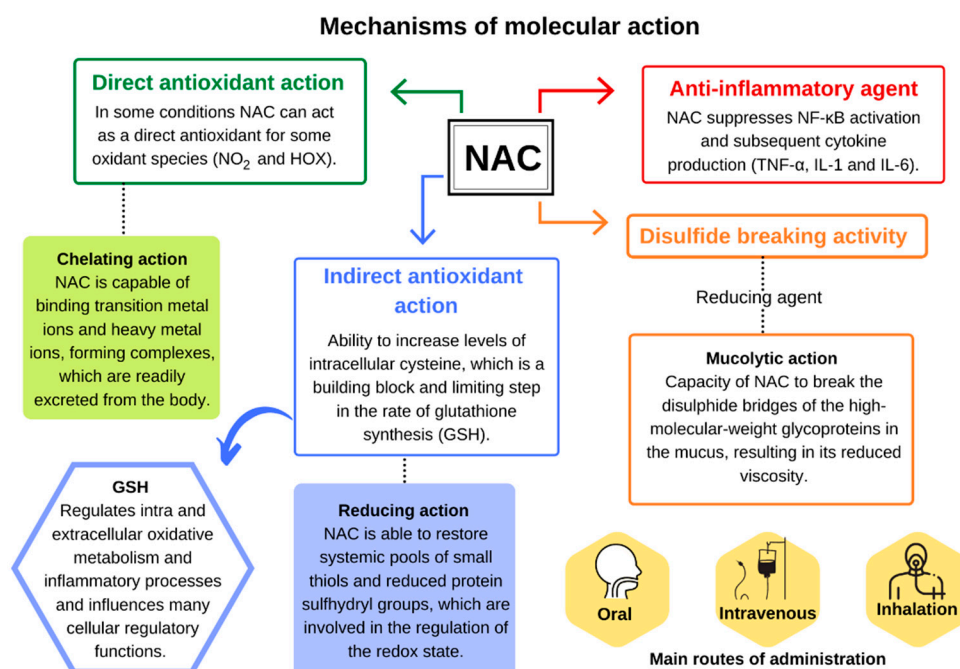 Mechanisms of molecular action
Direct antioxidant action
In some conditions NAC can act
as a direct antioxidant for some
oxidant species (NO₂ and HOX).
NAC
Anti-inflammatory agent
NAC suppresses NF-κB activation
and subsequent cytokine
production (TNF-α, IL-1 and IL-6).
Chelating action
NAC is capable of
binding transition metal
ions and heavy metal
ions, forming complexes,
which are readily
excreted from the body.
Indirect antioxidant
action
Ability to increase levels of
intracellular cysteine, which is a
building block and limiting step
in the rate of glutathione
synthesis (GSH).
Disulfide breaking activity
Reducing agent
Mucolytic action
Capacity of NAC to break the
disulphide bridges of the high-
molecular-weight glycoproteins in
the mucus, resulting in its reduced
viscosity.
GSH
Regulates intra and
extracellular oxidative
metabolism and
inflammatory processes
and influences many
cellular regulatory
functions.
Reducing action
NAC is able to restore
systemic pools of small
thiols and reduced protein
sulfhydryl groups, which are
involved in the regulation of
the redox state.
Oral
Intravenous
Inhalation
Main routes of administration